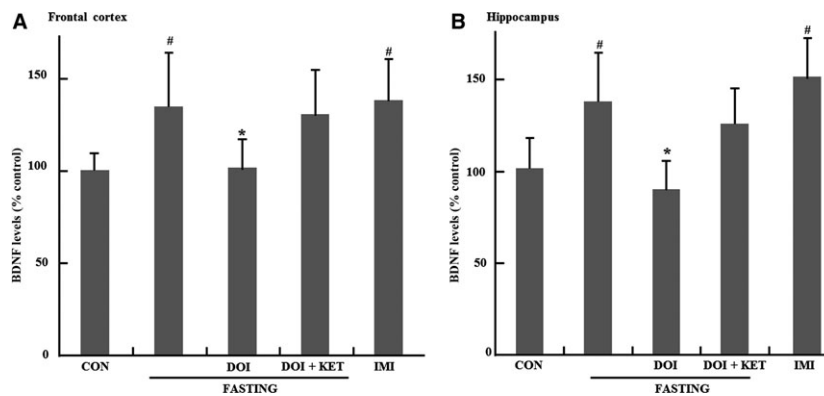 A Frontal cortex
BDNF levels (% control)
150
100
50
0
#
*
#
CON DOI DOI + KET IMI
FASTING
B Hippocampus
BDNF levels (% control)
150
100
50
0
#
*
#
CON DOI DOI + KET IMI
FASTING